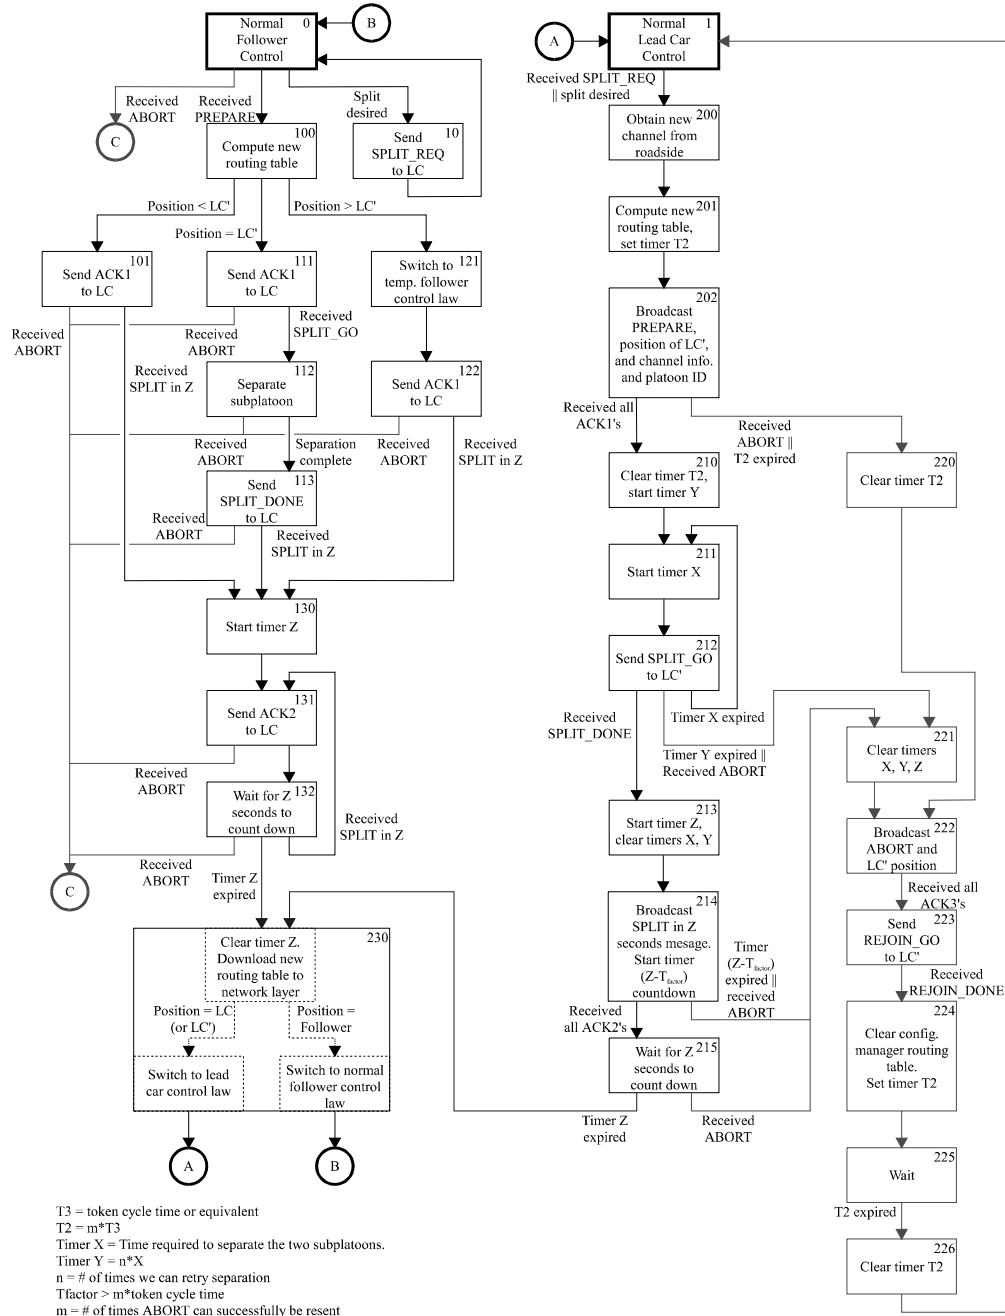 Normal 0
Follower
Control
B
Received
ABORT
Received
PREPARE
Split
desired
C
100
Compute new
routing table
10
Send
SPLIT_REQ
to LC
Position < LC'
Position = LC'
Position > LC'
101
Send ACK1
to LC
111
Send ACK1
to LC
121
Switch to
temp. follower
control law
Received
ABORT
Received
ABORT
Received
SPLIT_GO
Received
SPLIT in Z
112
Separate
subplatoon
122
Send ACK1
to LC
Received
ABORT
Separation
complete
Received
ABORT
Received
SPLIT in Z
113
Send
SPLIT_DONE
to LC
Received
ABORT
Received
SPLIT in Z
130
Start timer Z
131
Send ACK2
to LC
Received
ABORT
132
Wait for Z
seconds to
count down
Received
SPLIT in Z
Received
ABORT
C
Timer Z
expired
230
Clear timer Z.
Download new
routing table to
network layer
Position = LC
(or LC')
Position =
Follower
Switch to lead
car control law
Switch to normal
follower control
law
A
B
T3 = token cycle time or equivalent
T2 = m*T3
Timer X = Time required to separate the two subplatoons.
Timer Y = n*X
n = # of times we can retry separation
Tfactor > m*token cycle time
m = # of times ABORT can successfully be resent
A
Normal 1
Lead Car
Control
Received SPLIT_REQ
|| split desired
200
Obtain new
channel from
roadside
201
Compute new
routing table,
set timer T2
202
Broadcast
PREPARE,
position of LC',
and channel info.
and platoon ID
Received all
ACK1's
Received
ABORT ||
T2 expired
210
Clear timer T2,
start timer Y
220
Clear timer T2
211
Start timer X
212
Send SPLIT_GO
to LC'
Received
SPLIT_DONE
Timer X expired
Timer Y expired ||
Received ABORT
221
Clear timers
X, Y, Z
213
Start timer Z,
clear timers X, Y
222
Broadcast
ABORT and
LC' position
Received all
ACK3's
214
Broadcast
SPLIT in Z
seconds mesage.
Start timer
(Z-Tfactor)
countdown
Timer
(Z-Tfactor)
expired ||
received
ABORT
223
Send
REJOIN_GO
to LC'
Received
REJOIN_DONE
Received
all ACK2's
215
Wait for Z
seconds to
count down
224
Clear config.
manager routing
table.
Set timer T2
Timer Z
expired
Received
ABORT
225
Wait
T2 expired
226
Clear timer T2